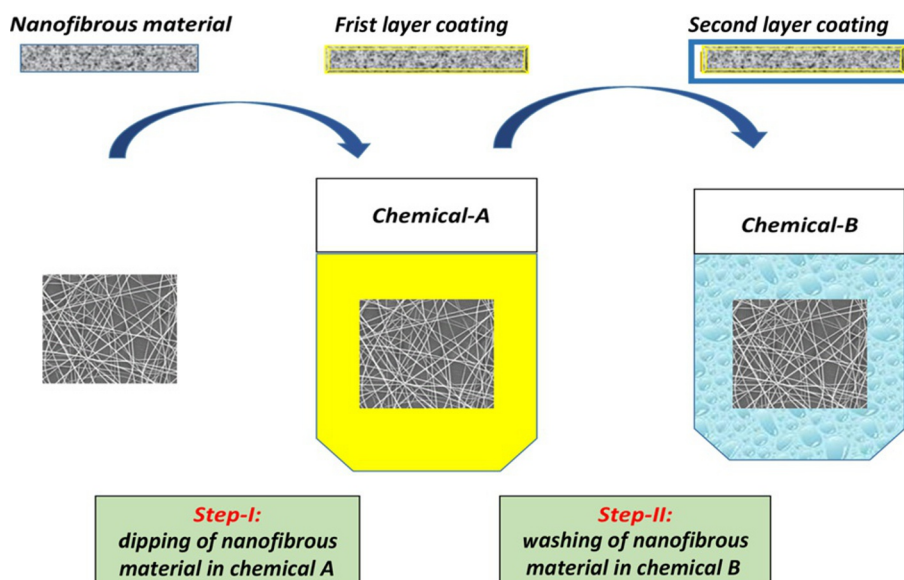 Nanofibrous material
Frist layer coating
Second layer coating
Chemical-A
Chemical-B
Step-I:
dipping of nanofibrous
material in chemical A
Step-II:
washing of nanofibrous
material in chemical B